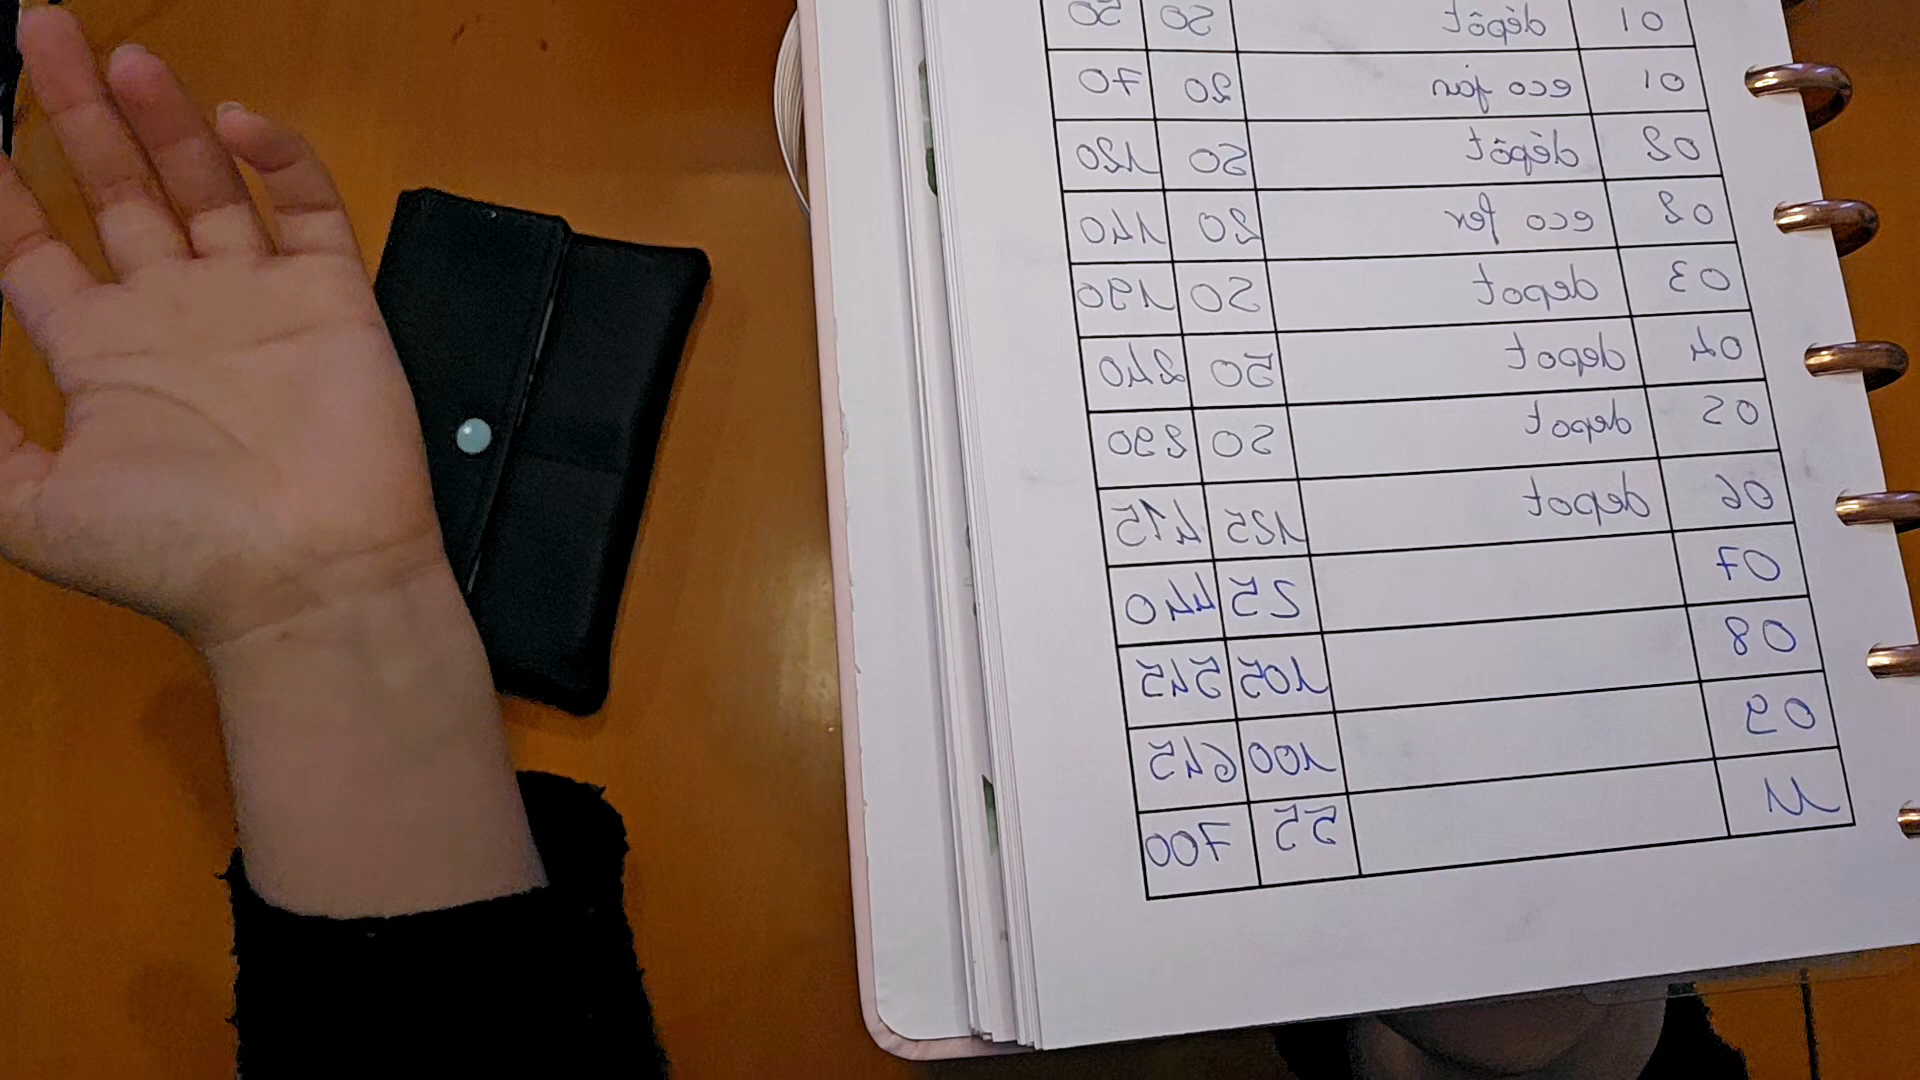 01 dépôt 50 50
01 eco jan 20 70
02 dépôt 50 120
02 eco fev 20 140
03 depot 50 190
04 depot 50 240
05 depot 50 290
06 depot 125 415
07 25 440
08 105 545
09 100 645
11 55 700